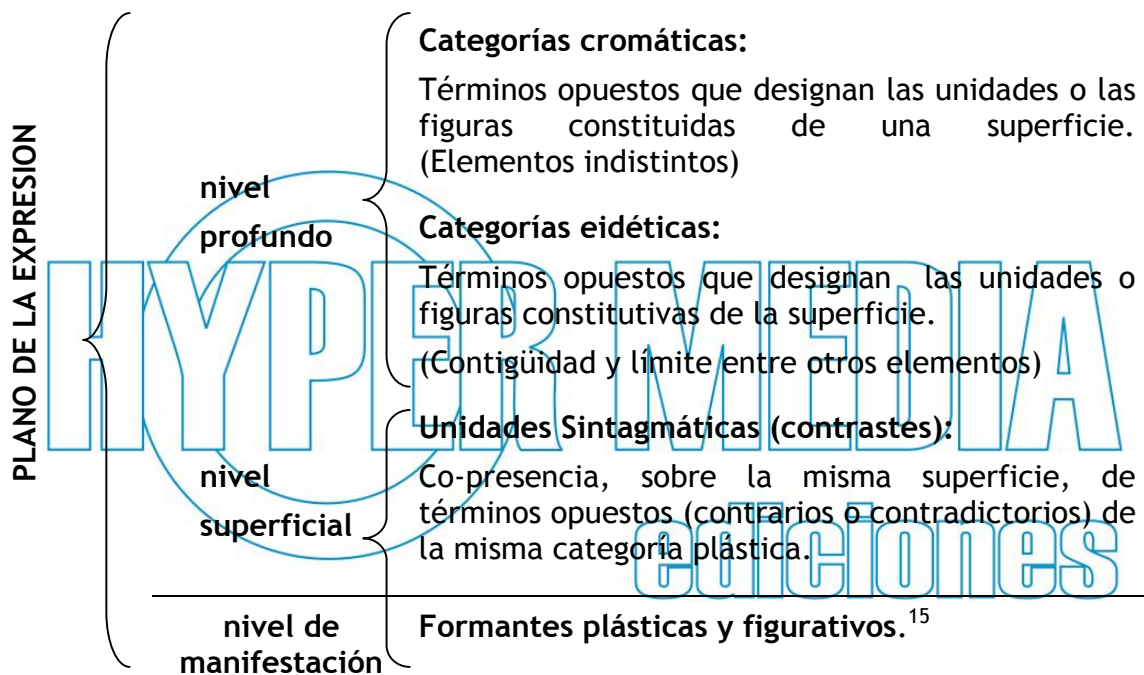 PLANO DE LA EXPRESION
nivel
profundo
Categorías cromáticas:
Términos opuestos que designan las unidades o las
figuras constituidas de una superficie.
(Elementos indistintos)
Categorías eidéticas:
Términos opuestos que designan las unidades o
figuras constitutivas de la superficie.
(Contigüidad y límite entre otros elementos)
nivel
superficial
Unidades Sintagmáticas (contrastes):
Co-presencia, sobre la misma superficie, de
términos opuestos (contrarios o contradictorios) de
la misma categoría plástica.
nivel de
manifestación
Formantes plásticas y figurativos.15
HYPER MEDIA
ediciones